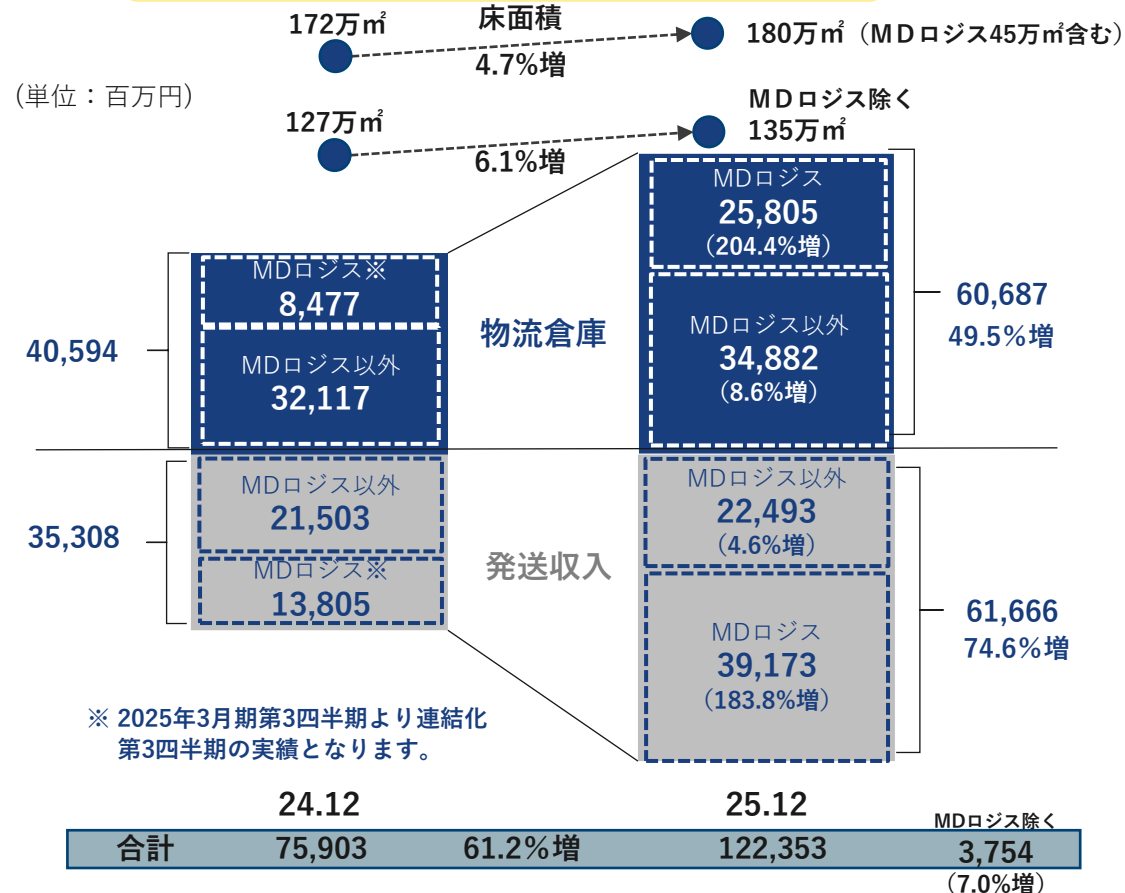 172万㎡
床面積
4.7%増
180万㎡（ＭＤロジス45万㎡含む）
(単位：百万円)
127万㎡
6.1%増
ＭＤロジス除く
135万㎡
MDロジス※
8,477
MDロジス以外
32,117
40,594
物流倉庫
MDロジス
25,805
（204.4%増）
MDロジス以外
34,882
（8.6%増）
60,687
49.5%増
MDロジス以外
21,503
MDロジス※
13,805
35,308
発送収入
MDロジス以外
22,493
（4.6%増）
MDロジス
39,173
（183.8%増）
61,666
74.6%増
※ 2025年3月期第3四半期より連結化
第3四半期の実績となります。
24.12
25.12
MDロジス除く
合計 75,903 61.2%増 122,353 3,754
（7.0%増）